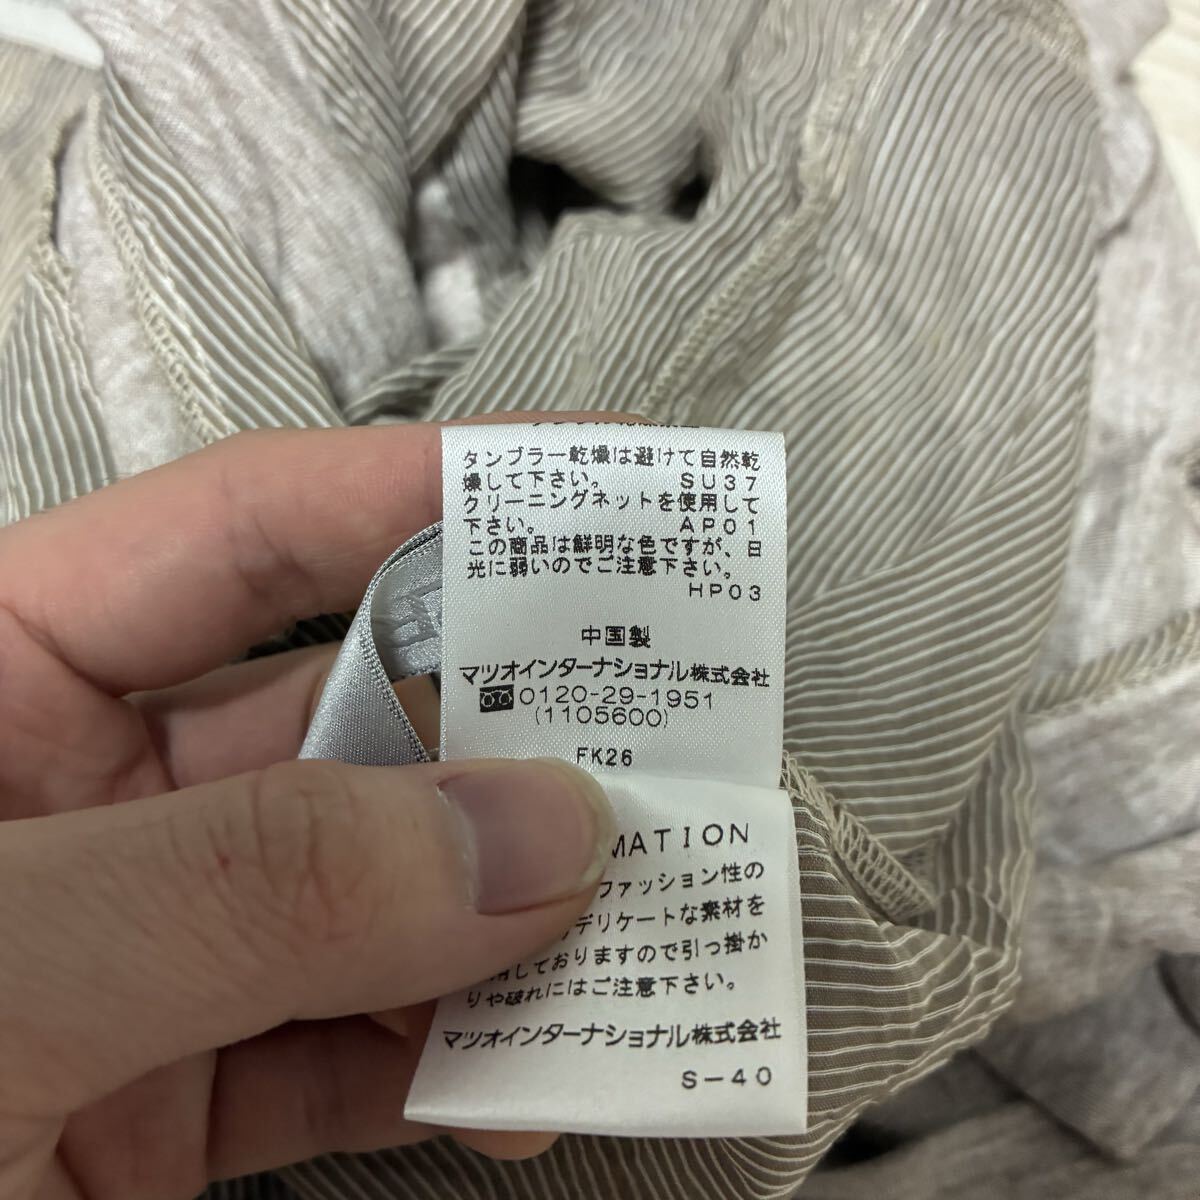 タンブラー乾燥は避けて自然乾
燥して下さい。 SU37
クリーニングネットを使用して
下さい。 AP01
この商品は鮮明な色ですが、日
光に弱いのでご注意下さい。
HP03
中国製
マツオインターナショナル株式会社
0120-29-1951
(1105600)
FK26
MATION
ファッション性の
デリケートな素材を
しておりますので引っ掛か
りや破れにはご注意下さい。
マツオインターナショナル株式会社
S-40